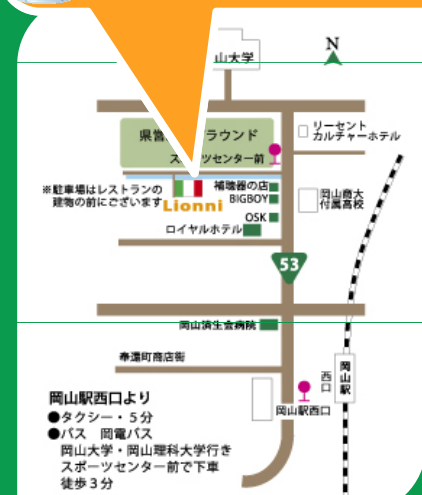 山大学
N
県営
ラウンド
リーセント
カルチャーホテル
スポーツセンター前
※駐車場はレストランの
建物の前にございます
Lionni
補聴器の店
BIGBOY
OSK
ロイヤルホテル
岡山商大
付属高校
53
岡山済生会病院
奉還町商店街
西口
岡山駅
岡山駅西口
岡山駅西口より
●タクシー・5分
●バス 岡電バス
岡山大学・岡山理科大学行き
スポーツセンター前で下車
徒歩3分